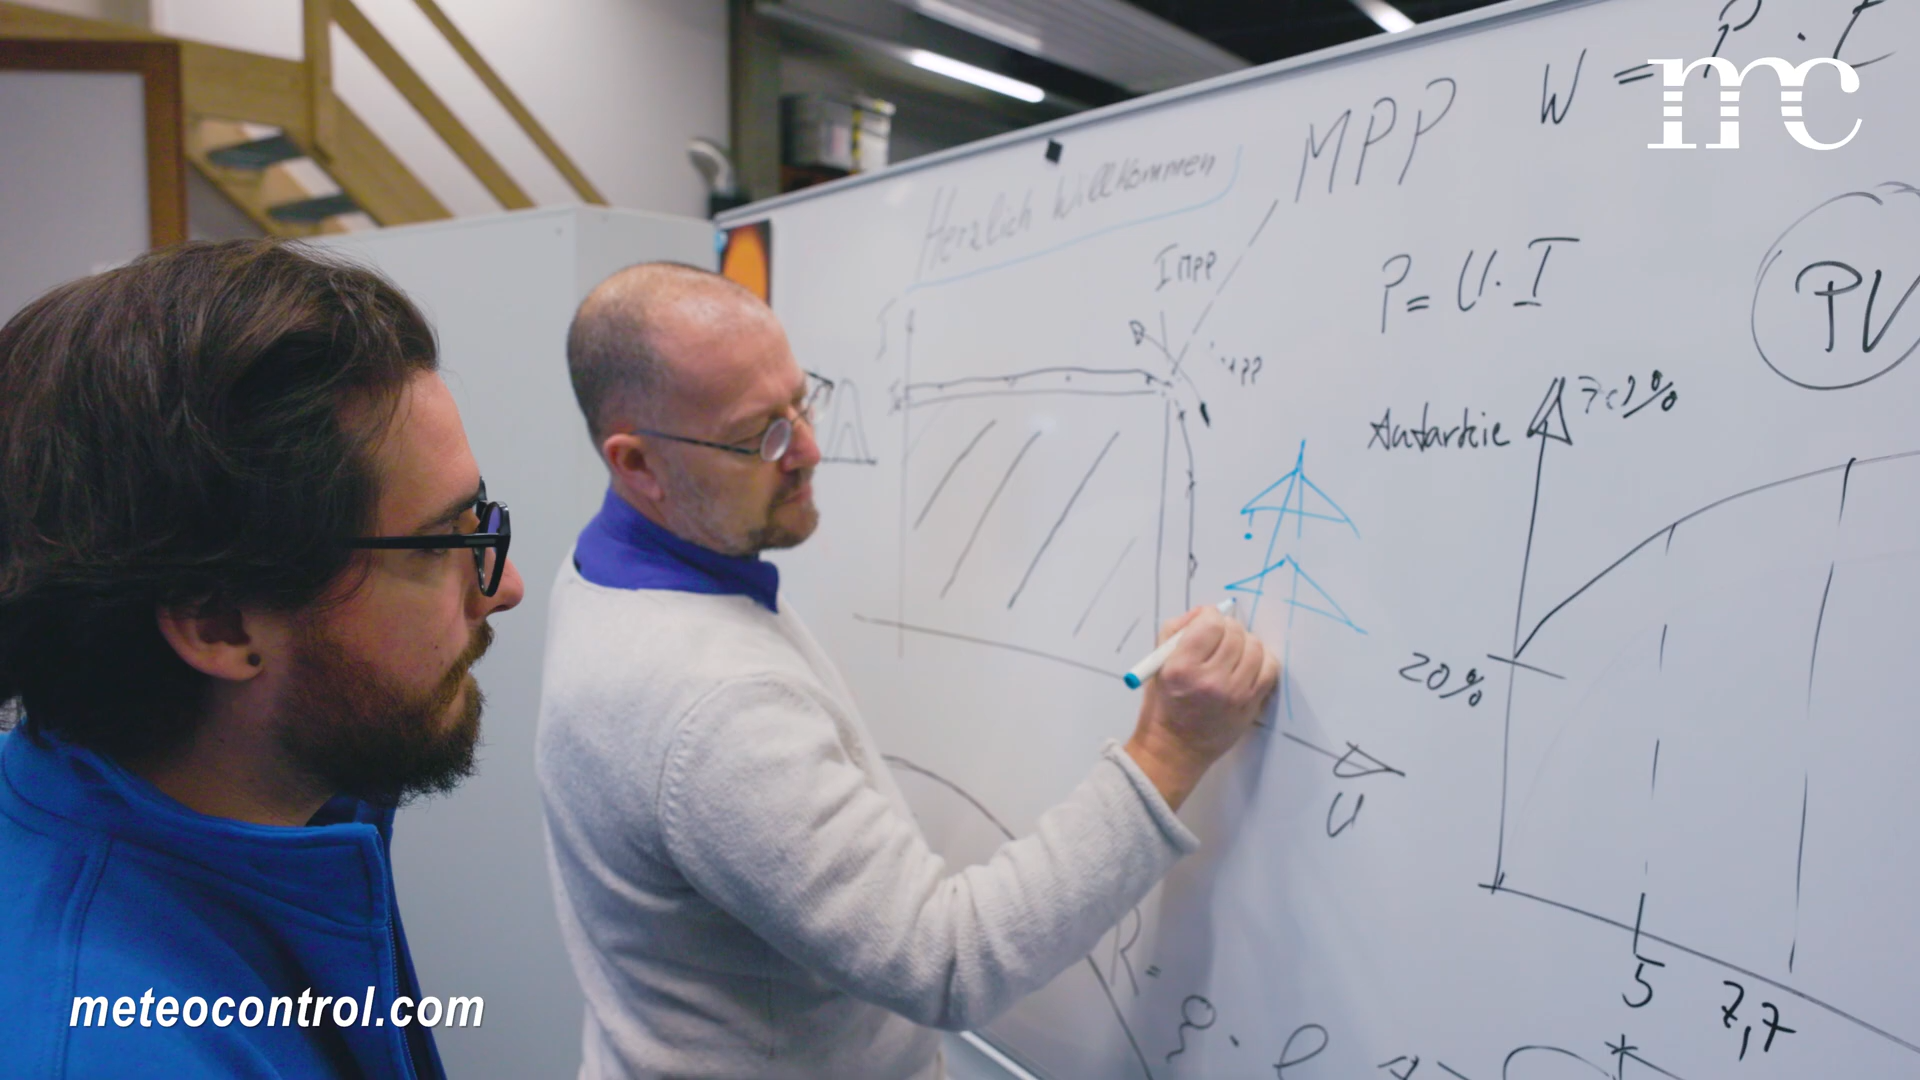 mc
W = P · t
MPP
Herzlich Willkommen
IMPP
P = U · I
PV
Autarkie
20%
U
5
7,7
meteocontrol.com